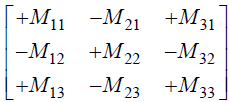 +M₁₁ −M₂₁ +M₃₁
−M₁₂ +M₂₂ −M₃₂
+M₁₃ −M₂₃ +M₃₃